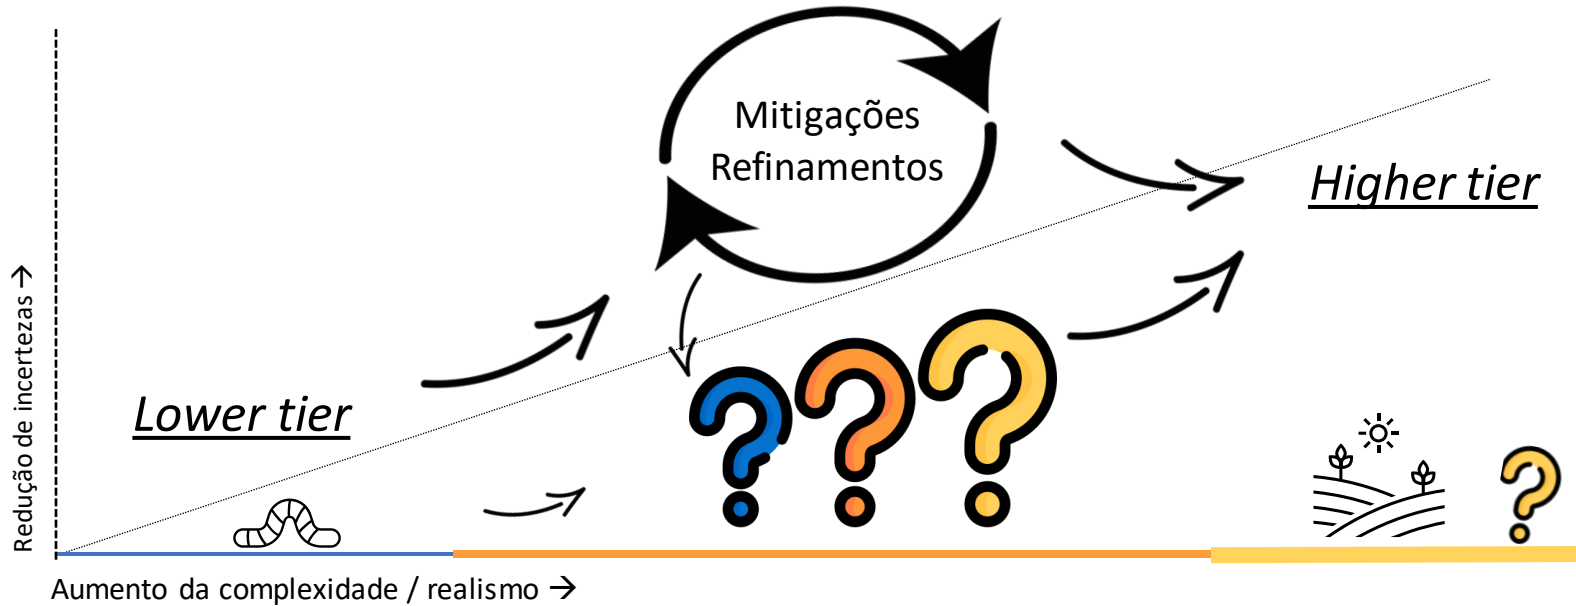 Mitigações
Refinamentos
Higher tier
Lower tier
Redução de incertezas →
Aumento da complexidade / realismo →